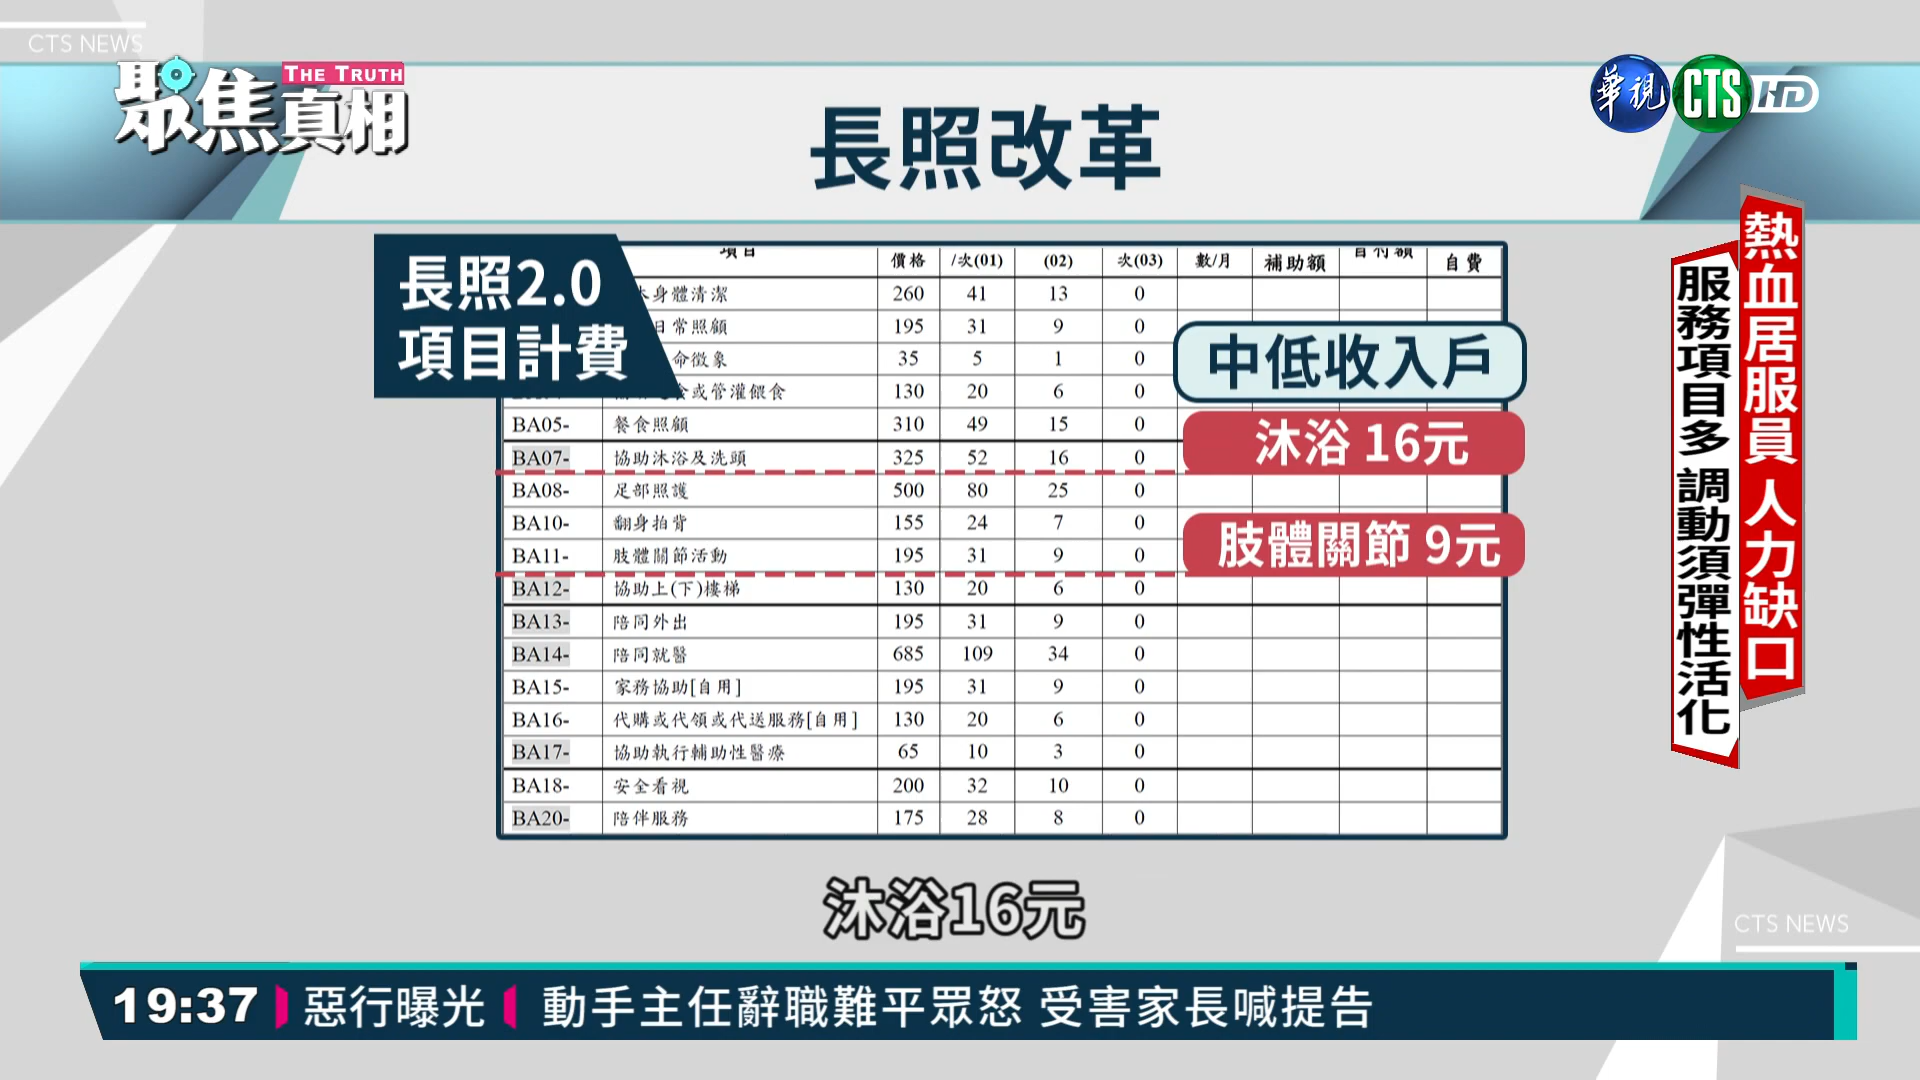 CTS NEWS
聚焦真相
THE TRUTH
華視 CTS HD
長照改革
長照2.0
項目計費
項目 價格 /次(01) (02) 次(03) 數/月 補助額 自付額 自費
本身體清潔 260 41 13 0
日常照顧 195 31 9 0
命徵象 35 5 1 0
食或管灌餵食 130 20 6 0
BA05- 餐食照顧 310 49 15 0
BA07- 協助沐浴及洗頭 325 52 16 0
BA08- 足部照護 500 80 25 0
BA10- 翻身拍背 155 24 7 0
BA11- 肢體關節活動 195 31 9 0
BA12- 協助上(下)樓梯 130 20 6 0
BA13- 陪同外出 195 31 9 0
BA14- 陪同就醫 685 109 34 0
BA15- 家務協助[自用] 195 31 9 0
BA16- 代購或代領或代送服務[自用] 130 20 6 0
BA17- 協助執行輔助性醫療 65 10 3 0
BA18- 安全看視 200 32 10 0
BA20- 陪伴服務 175 28 8 0
中低收入戶
沐浴 16元
肢體關節 9元
熱血居服員 人力缺口
服務項目多 調動須彈性活化
沐浴16元
CTS NEWS
19:37 惡行曝光 動手主任辭職難平眾怒 受害家長喊提告